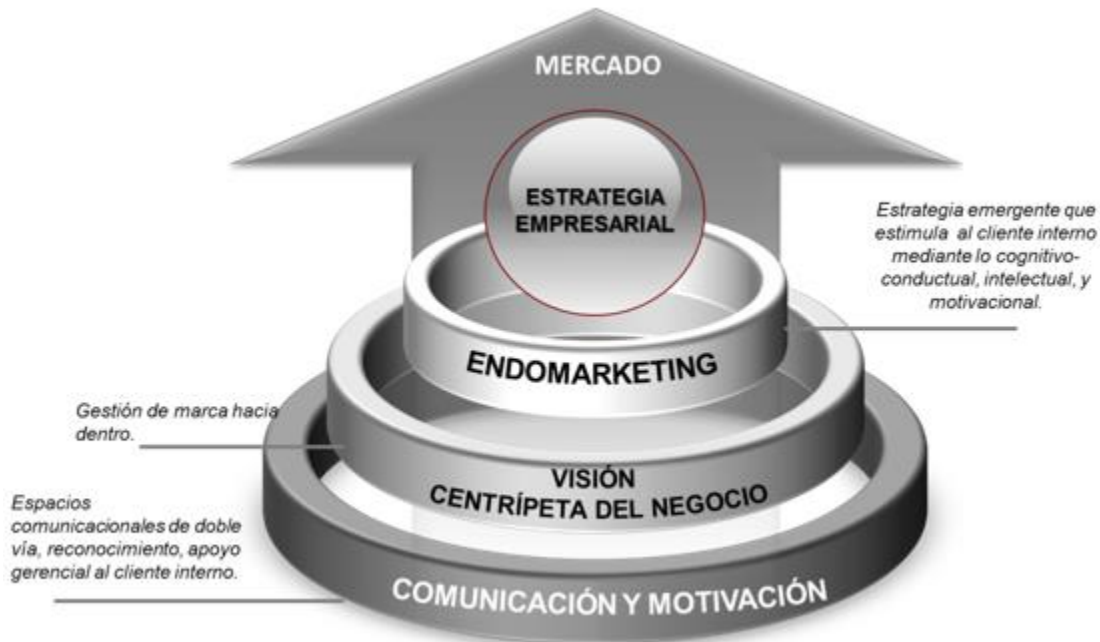 MERCADO
ESTRATEGIA
EMPRESARIAL
Estrategia emergente que
estimula al cliente interno
mediante lo cognitivo-
conductual, intelectual, y
motivacional.
ENDOMARKETING
Gestión de marca hacia
dentro.
VISIÓN
CENTRÍPETA DEL NEGOCIO
Espacios
comunicacionales de doble
vía, reconocimiento, apoyo
gerencial al cliente interno.
COMUNICACIÓN Y MOTIVACIÓN